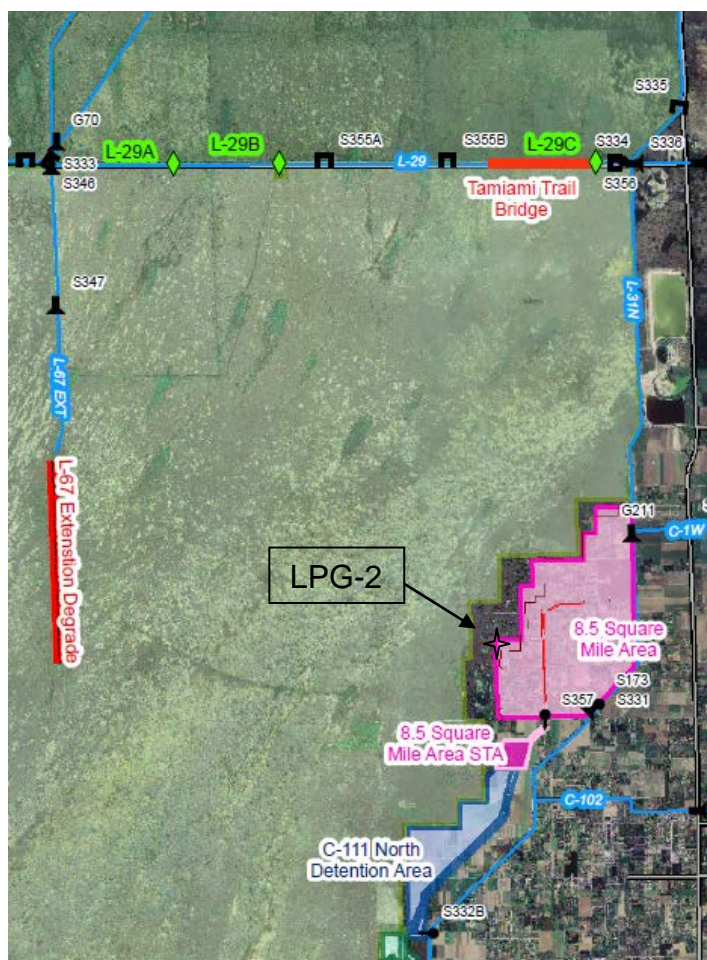 S335
G70
L-29A
L-29B
S355A
S355B
L-29C
S334
S336
S333
L-29
S346
S356
Tamiami Trail
Bridge
S347
L-31N
L-67 EXT
L-67 Extenstion Degrade
G211
C-1W
LPG-2
8.5 Square
Mile Area
S173
S357
S331
8.5 Square
Mile Area STA
C-102
C-111 North
Detention Area
S332B